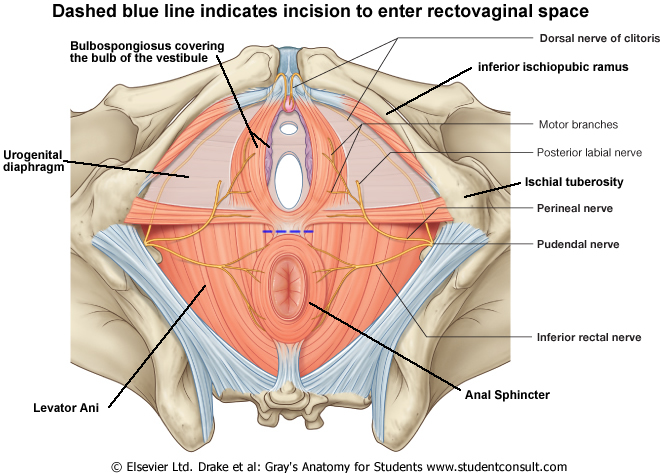 Dashed blue line indicates incision to enter rectovaginal space
Bulbospongiosus covering
the bulb of the vestibule
Dorsal nerve of clitoris
inferior ischiopubic ramus
Motor branches
Urogenital
diaphragm
Posterior labial nerve
Ischial tuberosity
Perineal nerve
Pudendal nerve
Inferior rectal nerve
Anal Sphincter
Levator Ani
© Elsevier Ltd. Drake et al: Gray's Anatomy for Students www.studentconsult.com